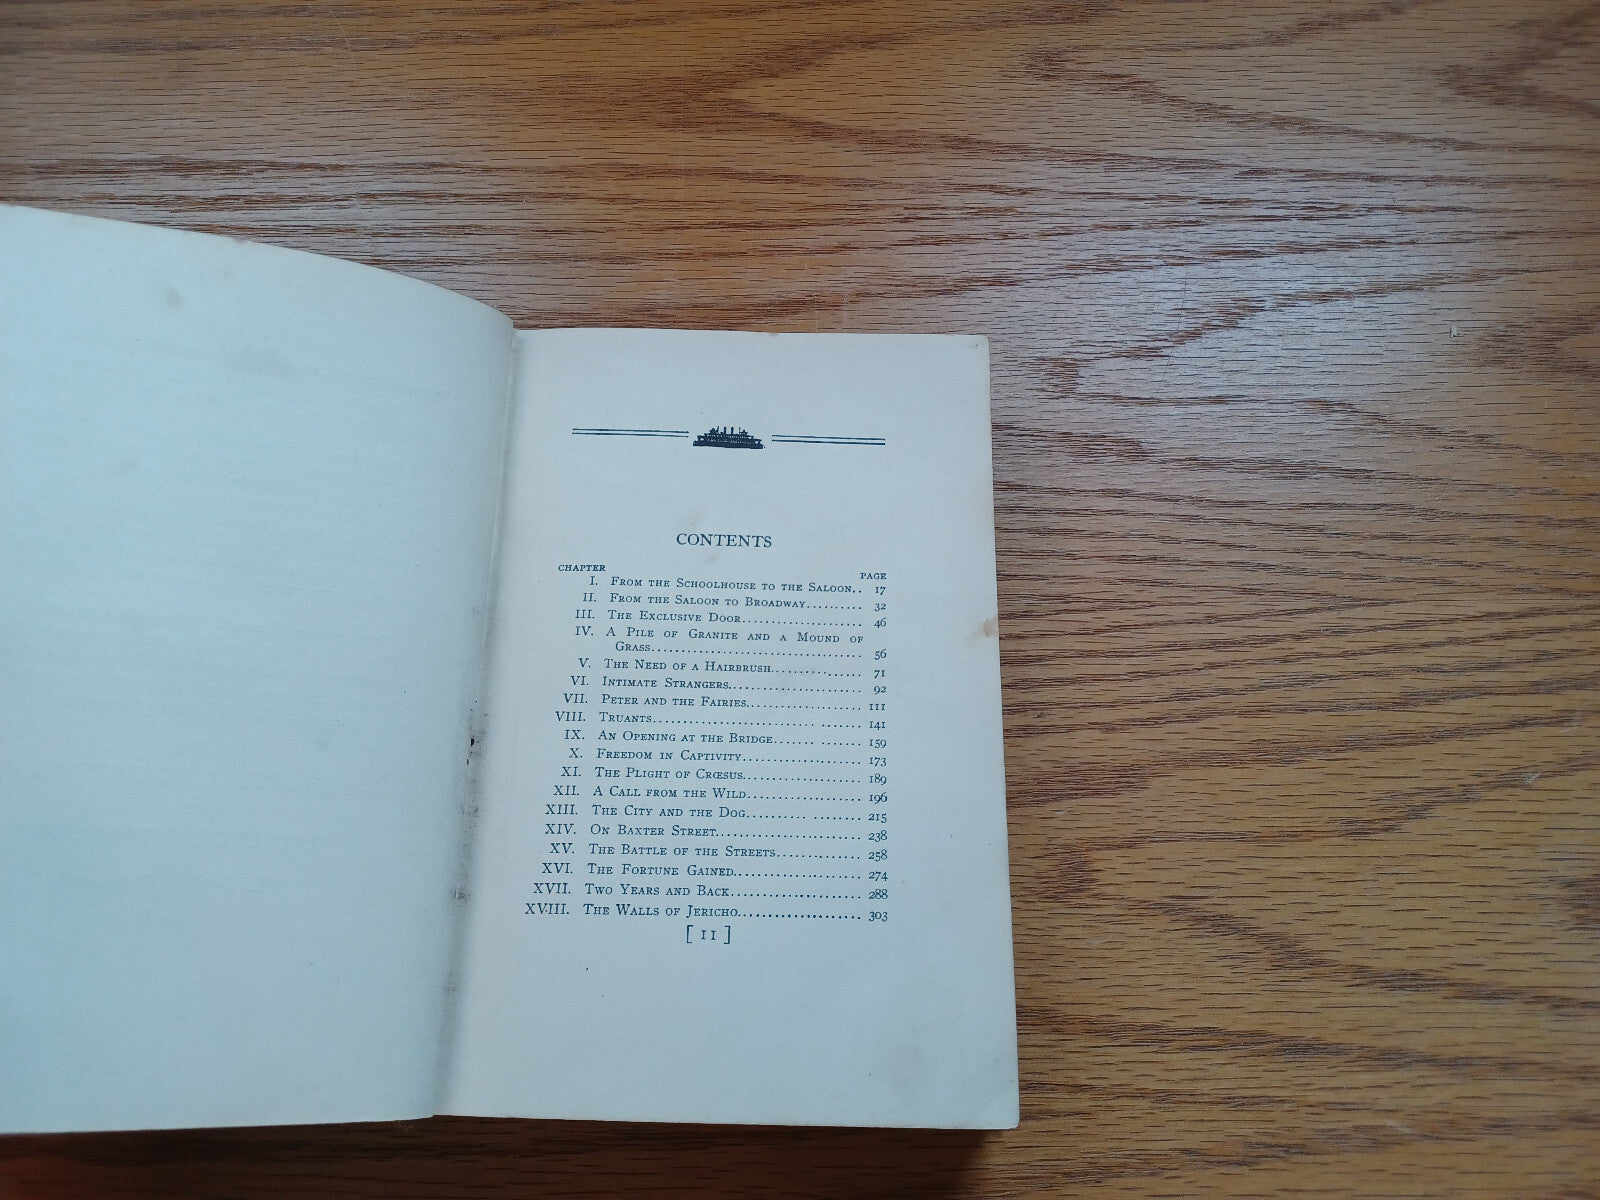 CONTENTS
CHAPTER PAGE
I. From the Schoolhouse to the Saloon.. 17
II. From the Saloon to Broadway.......... 32
III. The Exclusive Door..................... 46
IV. A Pile of Granite and a Mound of
Grass.................................... 56
V. The Need of a Hairbrush............... 71
VI. Intimate Strangers...................... 92
VII. Peter and the Fairies.................... 111
VIII. Truants................................... 141
IX. An Opening at the Bridge....... ....... 159
X. Freedom in Captivity.................... 173
XI. The Plight of Crœsus.................... 189
XII. A Call from the Wild.................... 196
XIII. The City and the Dog.......... ........ 215
XIV. On Baxter Street......................... 238
XV. The Battle of the Streets.............. 258
XVI. The Fortune Gained...................... 274
XVII. Two Years and Back...................... 288
XVIII. The Walls of Jericho..................... 303
[ 11 ]